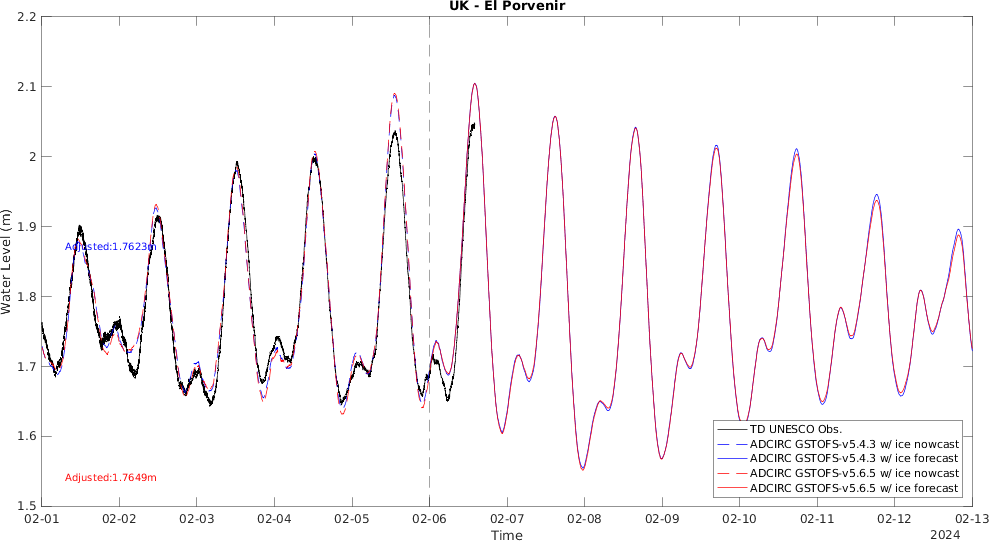 UK - El Porvenir
2.2
2.1
2
1.9
1.8
1.7
1.6
1.5
Water Level (m)
Adjusted:1.7623m
Adjusted:1.7649m
TD UNESCO Obs.
ADCIRC GSTOFS-v5.4.3 w/ ice nowcast
ADCIRC GSTOFS-v5.4.3 w/ ice forecast
ADCIRC GSTOFS-v5.6.5 w/ ice nowcast
ADCIRC GSTOFS-v5.6.5 w/ ice forecast
02-01 02-02 02-03 02-04 02-05 02-06 02-07 02-08 02-09 02-10 02-11 02-12 02-13
Time
2024